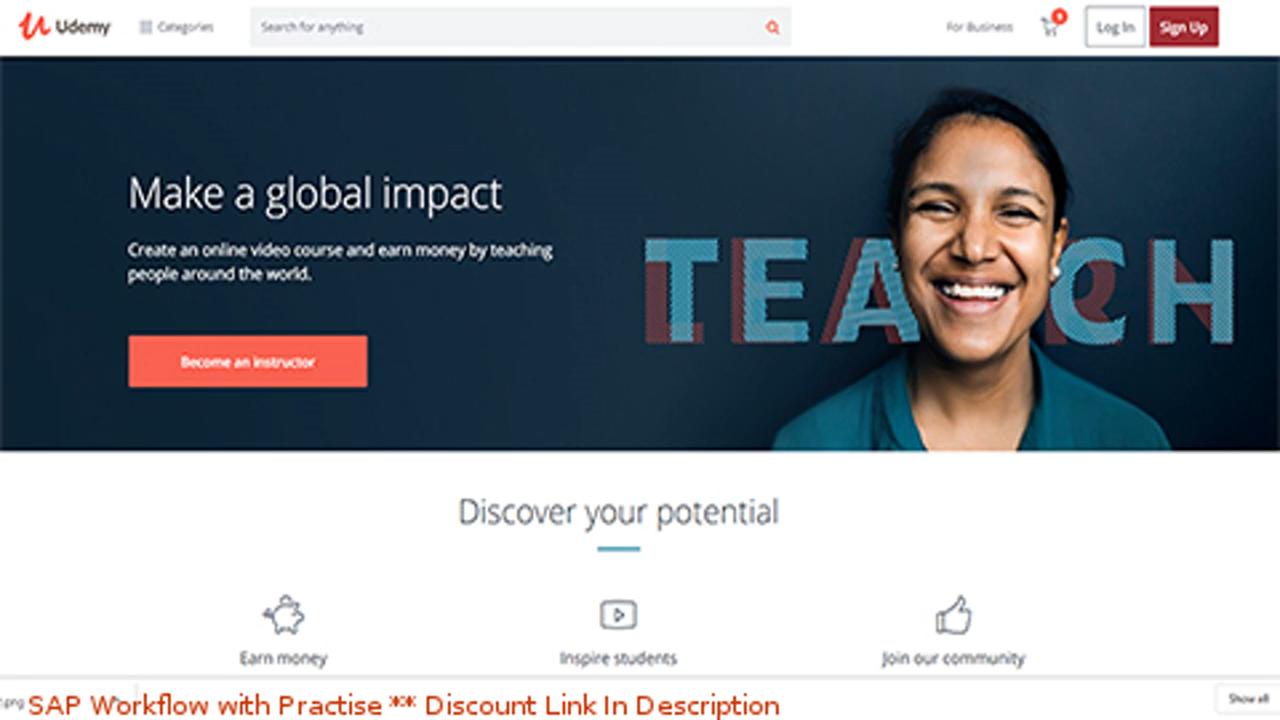 Udemy
Categories
Search for anything
For Business
Log In
Sign Up
Make a global impact
Create an online video course and earn money by teaching
people around the world.
Become an instructor
TEACH
Discover your potential
Earn money
Inspire students
Join our community
.png
SAP Workflow with Practise ** Discount Link In Description
Show all